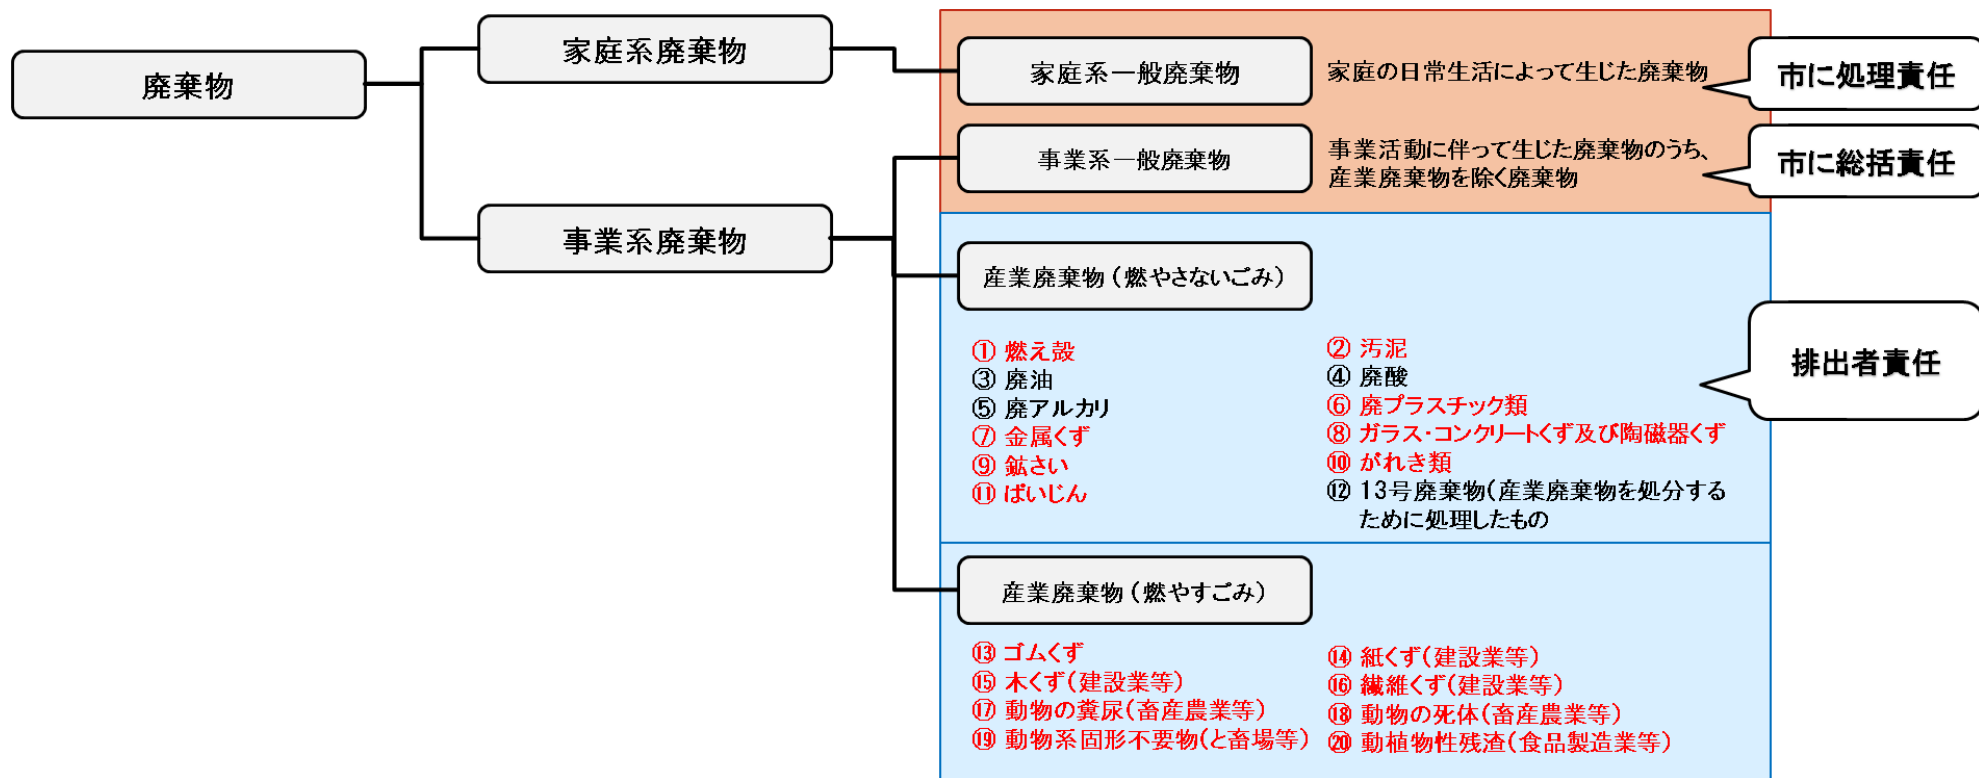 廃棄物
家庭系廃棄物
事業系廃棄物
家庭系一般廃棄物
家庭の日常生活によって生じた廃棄物
市に処理責任
事業系一般廃棄物
事業活動に伴って生じた廃棄物のうち、
産業廃棄物を除く廃棄物
市に総括責任
産業廃棄物（燃やさないごみ）
① 燃え殻
② 汚泥
③ 廃油
④ 廃酸
⑤ 廃アルカリ
⑥ 廃プラスチック類
⑦ 金属くず
⑧ ガラス・コンクリートくず及び陶磁器くず
⑨ 鉱さい
⑩ がれき類
⑪ ばいじん
⑫ 13号廃棄物(産業廃棄物を処分する
ために処理したもの
排出者責任
産業廃棄物（燃やすごみ）
⑬ ゴムくず
⑭ 紙くず(建設業等)
⑮ 木くず(建設業等)
⑯ 繊維くず(建設業等)
⑰ 動物の糞尿(畜産農業等)
⑱ 動物の死体(畜産農業等)
⑲ 動物系固形不要物(と畜場等)
⑳ 動植物性残渣(食品製造業等)